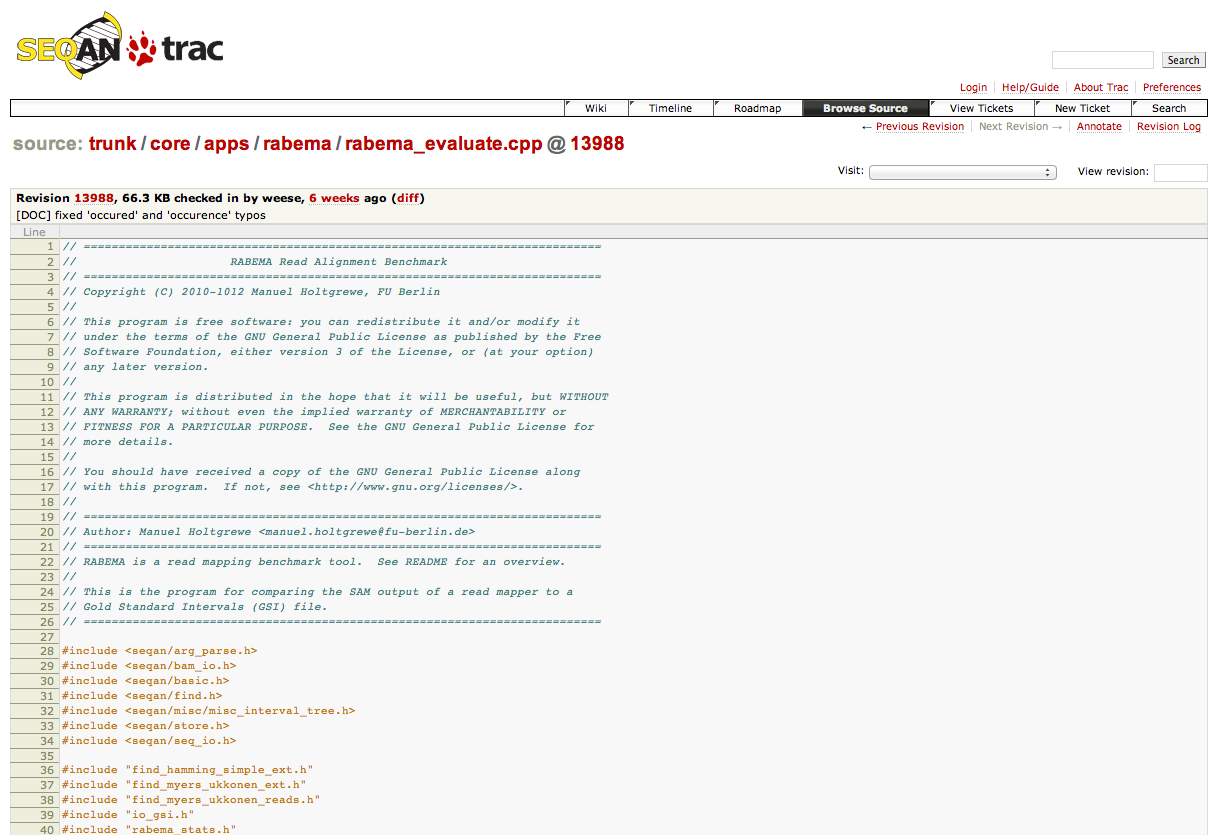 SEQAN trac
Search
Login Help/Guide About Trac Preferences
Wiki Timeline Roadmap Browse Source View Tickets New Ticket Search
← Previous Revision Next Revision → Annotate Revision Log
source: trunk / core / apps / rabema / rabema_evaluate.cpp @ 13988
Visit: View revision:
Revision 13988, 66.3 KB checked in by weese, 6 weeks ago (diff)
[DOC] fixed 'occured' and 'occurence' typos
Line
1 // ==========================================================================
2 //                      RABEMA Read Alignment Benchmark
3 // ==========================================================================
4 // Copyright (C) 2010-1012 Manuel Holtgrewe, FU Berlin
5 //
6 // This program is free software: you can redistribute it and/or modify it
7 // under the terms of the GNU General Public License as published by the Free
8 // Software Foundation, either version 3 of the License, or (at your option)
9 // any later version.
10 //
11 // This program is distributed in the hope that it will be useful, but WITHOUT
12 // ANY WARRANTY; without even the implied warranty of MERCHANTABILITY or
13 // FITNESS FOR A PARTICULAR PURPOSE.  See the GNU General Public License for
14 // more details.
15 //
16 // You should have received a copy of the GNU General Public License along
17 // with this program.  If not, see <http://www.gnu.org/licenses/>.
18 //
19 // ==========================================================================
20 // Author: Manuel Holtgrewe <manuel.holtgrewe@fu-berlin.de>
21 // ==========================================================================
22 // RABEMA is a read mapping benchmark tool.  See README for an overview.
23 //
24 // This is the program for comparing the SAM output of a read mapper to a
25 // Gold Standard Intervals (GSI) file.
26 // ==========================================================================
27
28 #include <seqan/arg_parse.h>
29 #include <seqan/bam_io.h>
30 #include <seqan/basic.h>
31 #include <seqan/find.h>
32 #include <seqan/misc/misc_interval_tree.h>
33 #include <seqan/store.h>
34 #include <seqan/seq_io.h>
35
36 #include "find_hamming_simple_ext.h"
37 #include "find_myers_ukkonen_ext.h"
38 #include "find_myers_ukkonen_reads.h"
39 #include "io_gsi.h"
40 #include "rabema_stats.h"